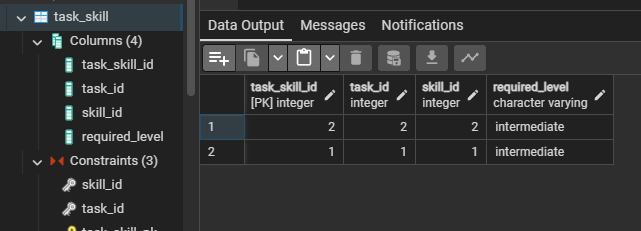 task_skill
Columns (4)
task_skill_id
task_id
skill_id
required_level
Constraints (3)
skill_id
task_id
task_skill_pk
Data Output Messages Notifications
task_skill_id task_id skill_id required_level
[PK] integer integer integer character varying
1 2 2 2 intermediate
2 1 1 1 intermediate